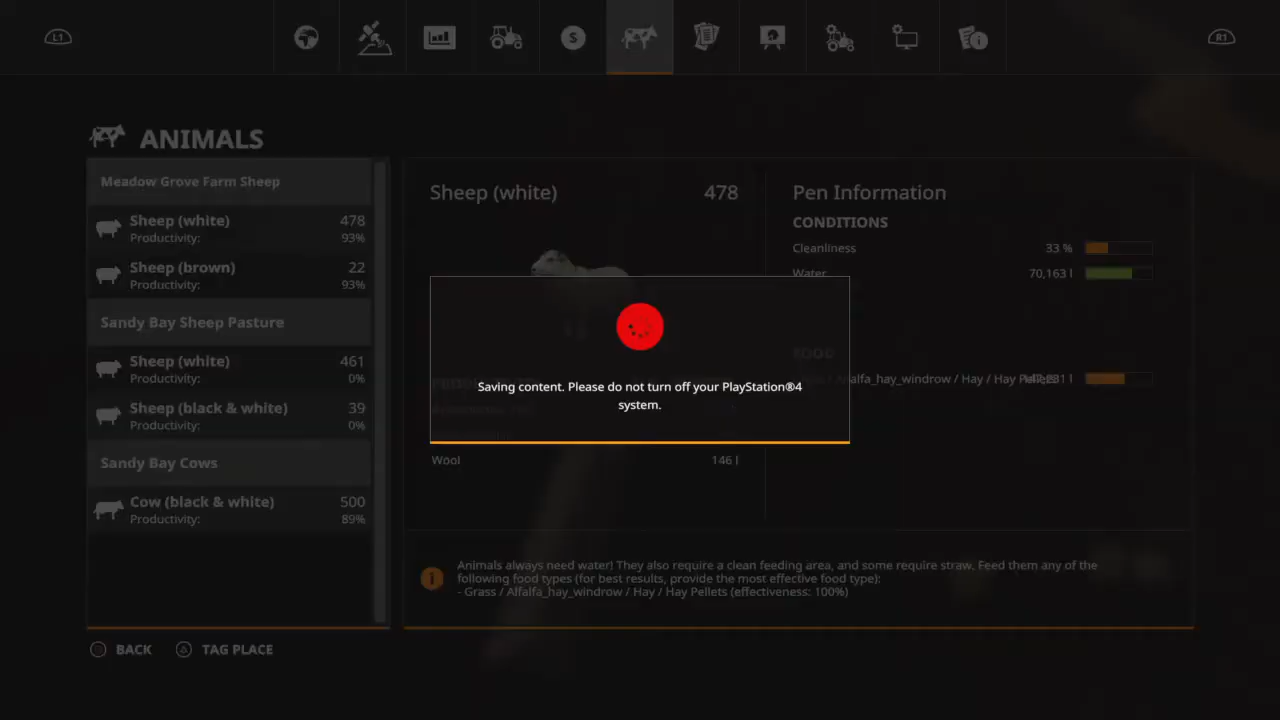 L1
R1
ANIMALS
Meadow Grove Farm Sheep
Sheep (white) 478
Productivity: 93%
Sheep (brown) 22
Productivity: 93%
Sandy Bay Sheep Pasture
Sheep (white) 461
Productivity: 0%
Sheep (black & white) 39
Productivity: 0%
Sandy Bay Cows
Cow (black & white) 500
Productivity: 89%
Sheep (white) 478
Wool 146 l
Pen Information
CONDITIONS
Cleanliness 33 %
Water 70,163 l
FOOD
Alfalfa_hay_windrow / Hay / Hay
Saving content. Please do not turn off your PlayStation®4
system.
Animals always need water! They also require a clean feeding area, and some require straw. Feed them any of the
following food types (for best results, provide the most effective food type):
- Grass / Alfalfa_hay_windrow / Hay / Hay Pellets (effectiveness: 100%)
BACK TAG PLACE